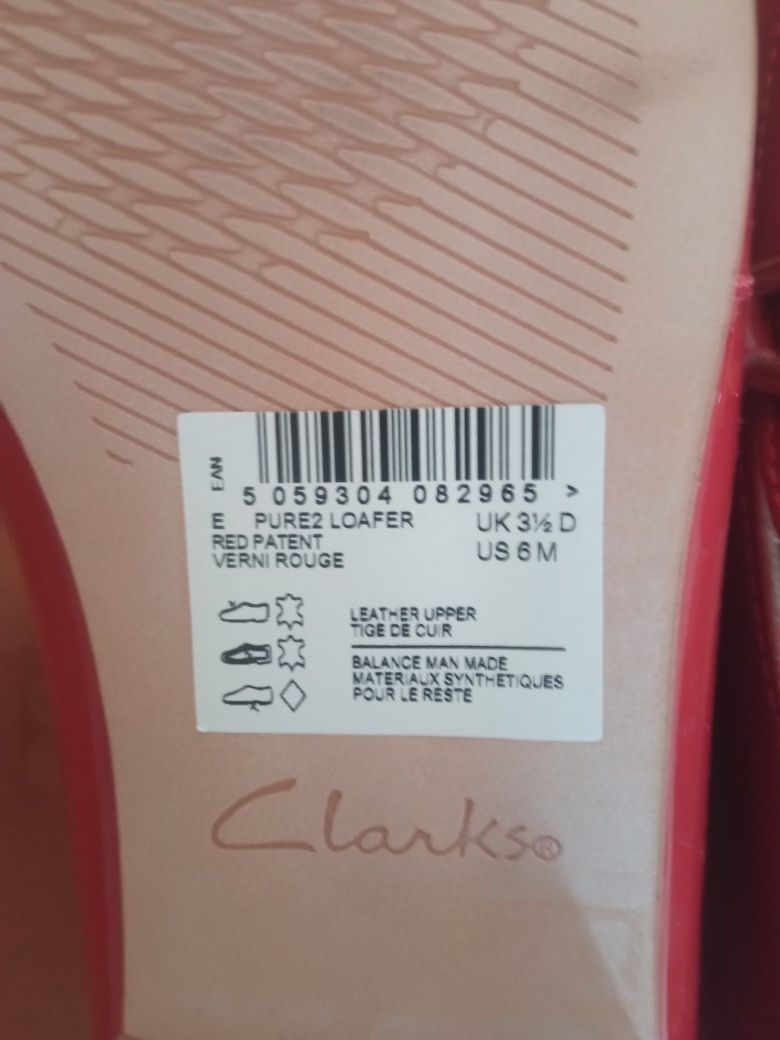 EAN
5 059304 082965 >
E PURE2 LOAFER UK 3½ D
RED PATENT US 6 M
VERNI ROUGE
LEATHER UPPER
TIGE DE CUIR
BALANCE MAN MADE
MATERIAUX SYNTHETIQUES
POUR LE RESTE
Clarks®